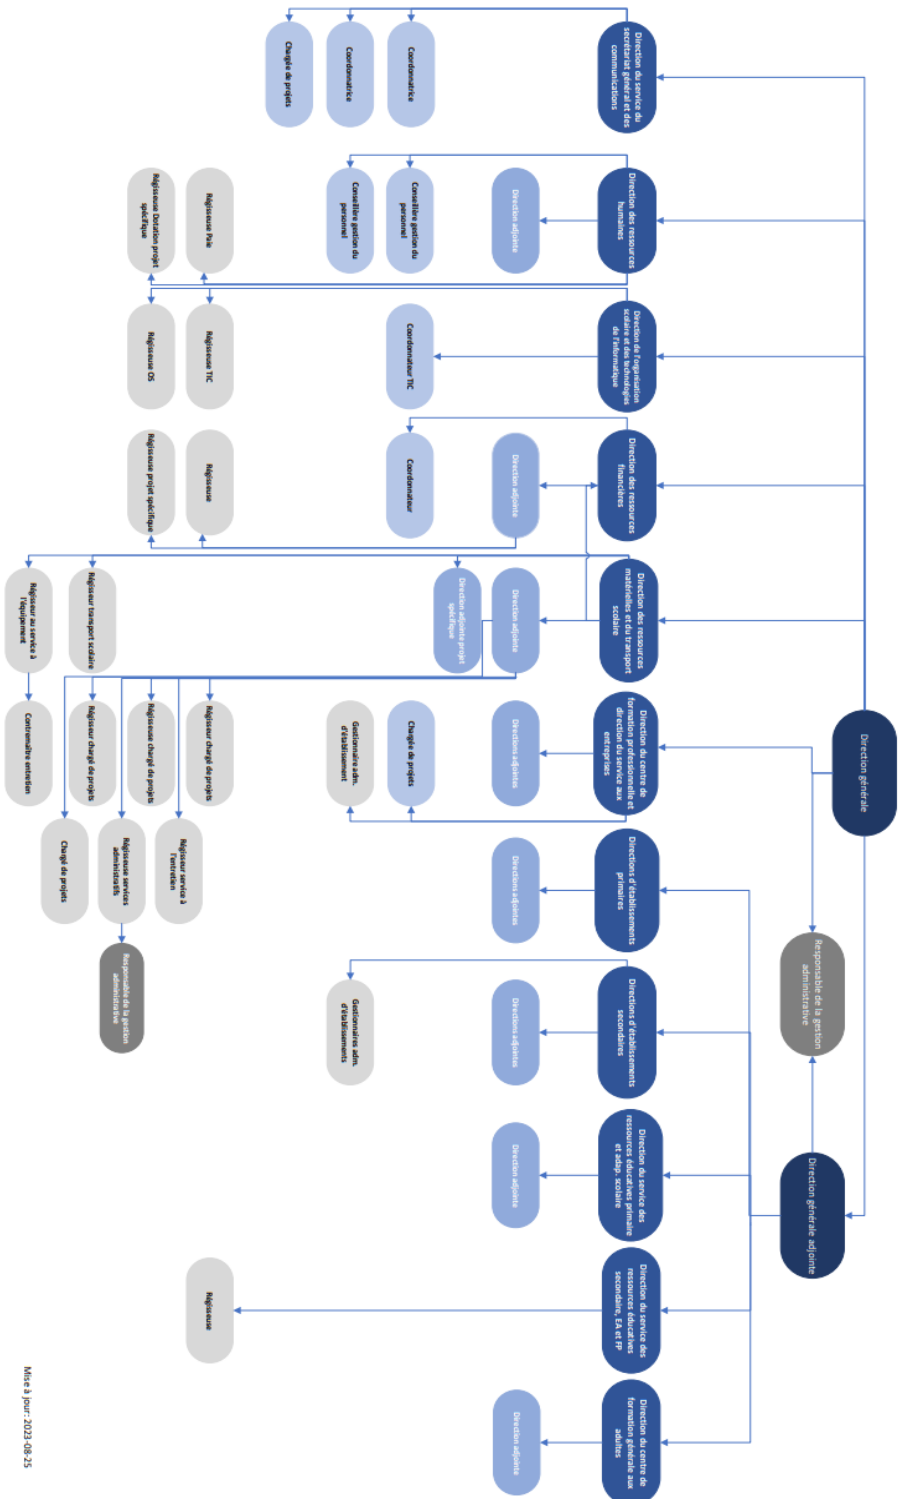 Direction générale
Direction générale adjointe
Responsable de la gestion
administrative
Direction du service du
secrétariat général et des
communications
Direction des ressources
humaines
Direction de l'organisation
scolaire et des technologies
de l'informatique
Direction des ressources
financières
Direction des ressources
matérielles et du transport
scolaire
Direction du centre de
formation professionnelle et
direction du service aux
entreprises
Directions d'établissements
primaires
Directions d'établissements
secondaires
Direction du service des
ressources éducatives primaire
et adap. scolaire
Direction du service des
ressources éducatives
secondaire, EA et FP
Direction du centre de
formation générale aux
adultes
Direction adjointe
Direction adjointe
Direction adjointe
Directions adjointes
Directions adjointes
Directions adjointes
Direction adjointe
Direction adjointe
Direction adjointe projet
spécifique
Coordonnatrice
Conseillère gestion du
personnel
Coordonnateur TIC
Coordonnateur
Chargée de projets
Coordonnatrice
Conseillère gestion du
personnel
Gestionnaire adm.
d'établissement
Gestionnaires adm.
d'établissements
Chargée de projets
Régisseuse Paie
Régisseuse TIC
Régisseuse
Régisseur chargé de projets
Régisseur service à
l'entretien
Régisseuse
Régisseuse Dotation projet
spécifique
Régisseuse OS
Régisseuse projet spécifique
Régisseuse chargé de projets
Régisseuse services
administratifs
Responsable de la gestion
administrative
Régisseur transport scolaire
Régisseur chargé de projets
Chargé de projets
Régisseur au service à
l'équipement
Contremaître entretien
Mise à jour: 2023-08-25